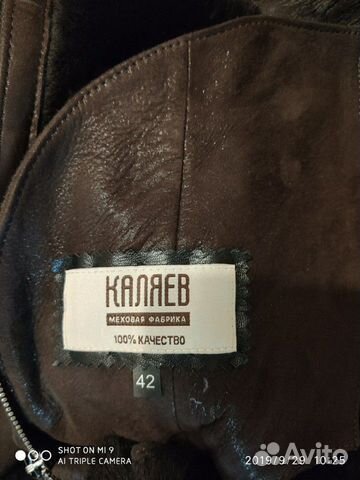 КАЛЯЕВ
МЕХОВАЯ ФАБРИКА
100% КАЧЕСТВО
42
SHOT ON MI 9
AI TRIPLE CAMERA
2019/9/29 10:25
Avito